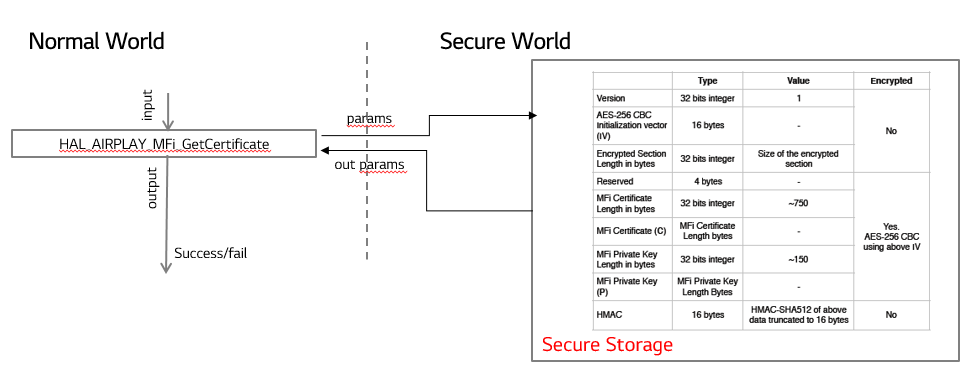 Normal World
Secure World
input
HAL_AIRPLAY_MFi_GetCertificate
output
Success/fail
params
out params
Type Value Encrypted
Version 32 bits integer 1
AES-256 CBC
Initialization vector
(IV)
16 bytes -
No
Encrypted Section
Length in bytes
32 bits integer
Size of the encrypted
section
Reserved 4 bytes -
MFi Certificate
Length in bytes
32 bits integer ~750
MFi Certificate (C)
MFi Certificate
Length bytes
-
Yes.
AES-256 CBC
using above IV
MFi Private Key
Length in bytes
32 bits integer ~150
MFi Private Key
(P)
MFi Private Key
Length Bytes
-
HMAC 16 bytes
HMAC-SHA512 of above
data truncated to 16 bytes
No
Secure Storage